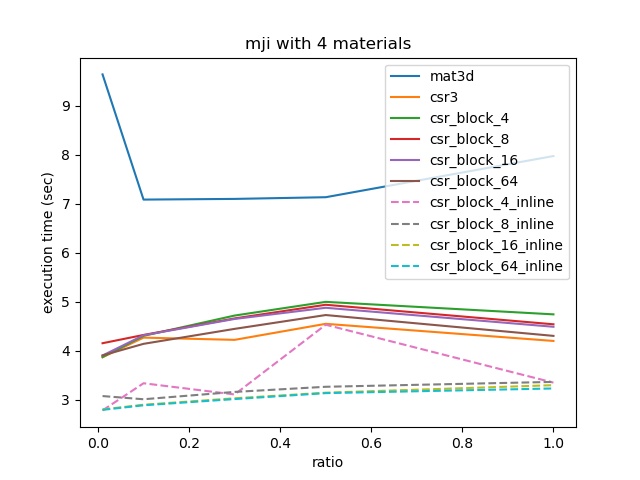 mji with 4 materials
mat3d
csr3
csr_block_4
csr_block_8
csr_block_16
csr_block_64
csr_block_4_inline
csr_block_8_inline
csr_block_16_inline
csr_block_64_inline
execution time (sec)
9
8
7
6
5
4
3
0.0 0.2 0.4 0.6 0.8 1.0
ratio